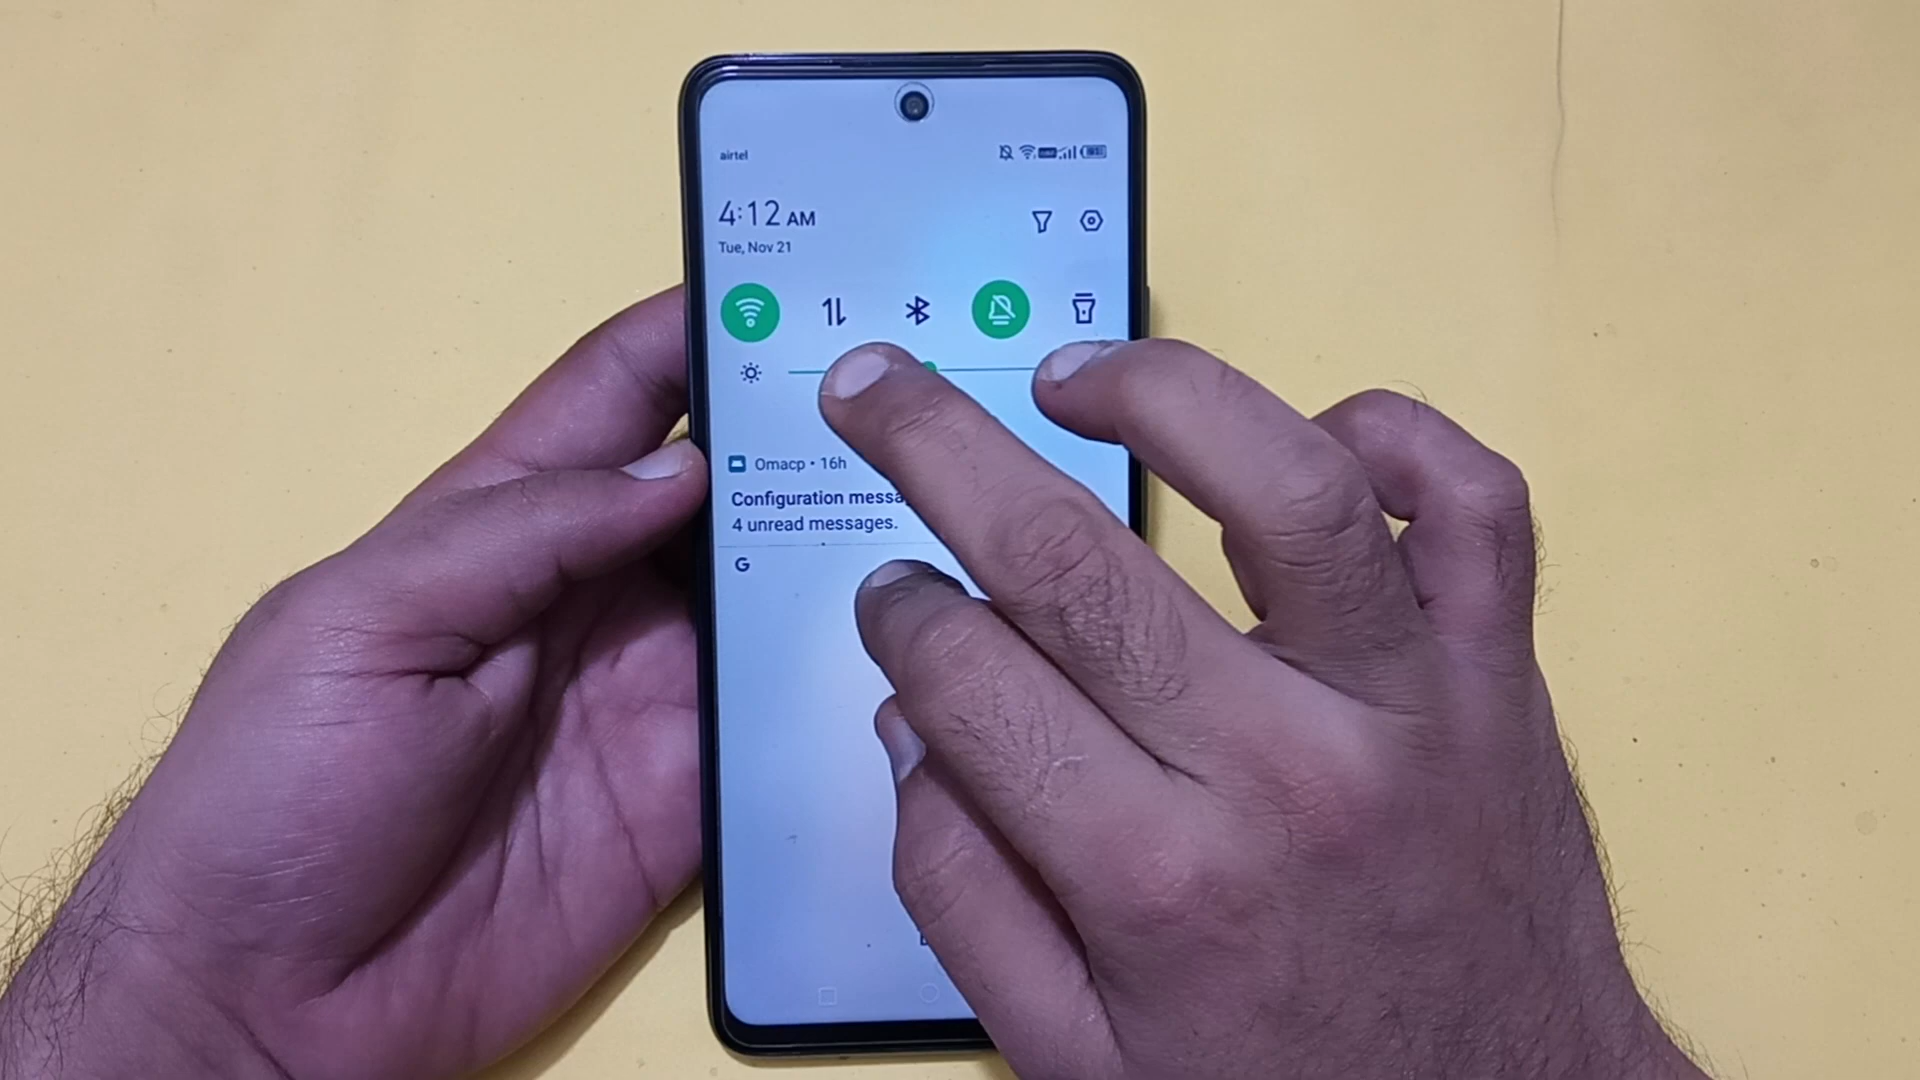 airtel
4:12 AM
Tue, Nov 21
Omacp • 16h
Configuration messa
4 unread messages.
G